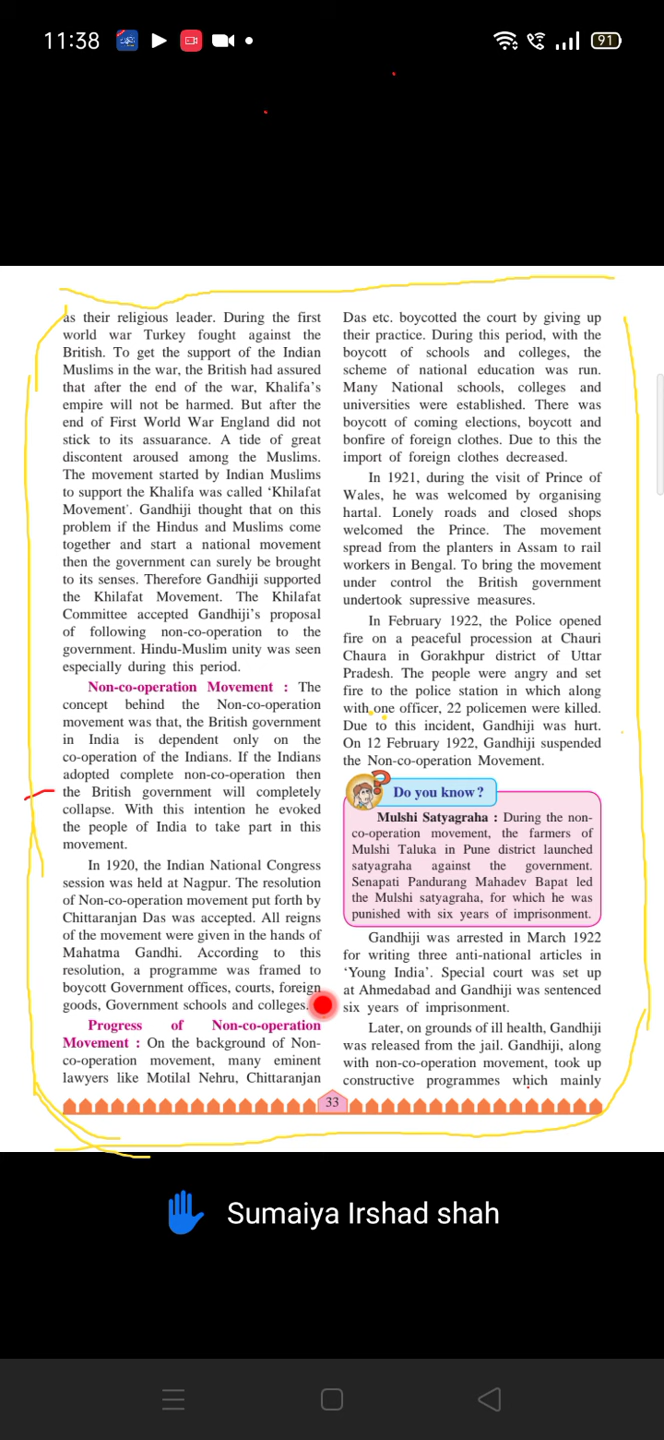 11:38
91
as their religious leader. During the first
world war Turkey fought against the
British. To get the support of the Indian
Muslims in the war, the British had assured
that after the end of the war, Khalifa's
empire will not be harmed. But after the
end of First World War England did not
stick to its assuarance. A tide of great
discontent aroused among the Muslims.
The movement started by Indian Muslims
to support the Khalifa was called ‘Khilafat
Movement’. Gandhiji thought that on this
problem if the Hindus and Muslims come
together and start a national movement
then the government can surely be brought
to its senses. Therefore Gandhiji supported
the Khilafat Movement. The Khilafat
Committee accepted Gandhiji's proposal
of following non-co-operation to the
government. Hindu-Muslim unity was seen
especially during this period.
Non-co-operation Movement : The
concept behind the Non-co-operation
movement was that, the British government
in India is dependent only on the
co-operation of the Indians. If the Indians
adopted complete non-co-operation then
the British government will completely
collapse. With this intention he evoked
the people of India to take part in this
movement.
In 1920, the Indian National Congress
session was held at Nagpur. The resolution
of Non-co-operation movement put forth by
Chittaranjan Das was accepted. All reigns
of the movement were given in the hands of
Mahatma Gandhi. According to this
resolution, a programme was framed to
boycott Government offices, courts, foreign
goods, Government schools and colleges.
Progress of Non-co-operation
Movement : On the background of Non-
co-operation movement, many eminent
lawyers like Motilal Nehru, Chittaranjan
Das etc. boycotted the court by giving up
their practice. During this period, with the
boycott of schools and colleges, the
scheme of national education was run.
Many National schools, colleges and
universities were established. There was
boycott of coming elections, boycott and
bonfire of foreign clothes. Due to this the
import of foreign clothes decreased.
In 1921, during the visit of Prince of
Wales, he was welcomed by organising
hartal. Lonely roads and closed shops
welcomed the Prince. The movement
spread from the planters in Assam to rail
workers in Bengal. To bring the movement
under control the British government
undertook supressive measures.
In February 1922, the Police opened
fire on a peaceful procession at Chauri
Chaura in Gorakhpur district of Uttar
Pradesh. The people were angry and set
fire to the police station in which along
with one officer, 22 policemen were killed.
Due to this incident, Gandhiji was hurt.
On 12 February 1922, Gandhiji suspended
the Non-co-operation Movement.
Do you know ?
Mulshi Satyagraha : During the non-
co-operation movement, the farmers of
Mulshi Taluka in Pune district launched
satyagraha against the government.
Senapati Pandurang Mahadev Bapat led
the Mulshi satyagraha, for which he was
punished with six years of imprisonment.
Gandhiji was arrested in March 1922
for writing three anti-national articles in
‘Young India’. Special court was set up
at Ahmedabad and Gandhiji was sentenced
six years of imprisonment.
Later, on grounds of ill health, Gandhiji
was released from the jail. Gandhiji, along
with non-co-operation movement, took up
constructive programmes which mainly
33
Sumaiya Irshad shah